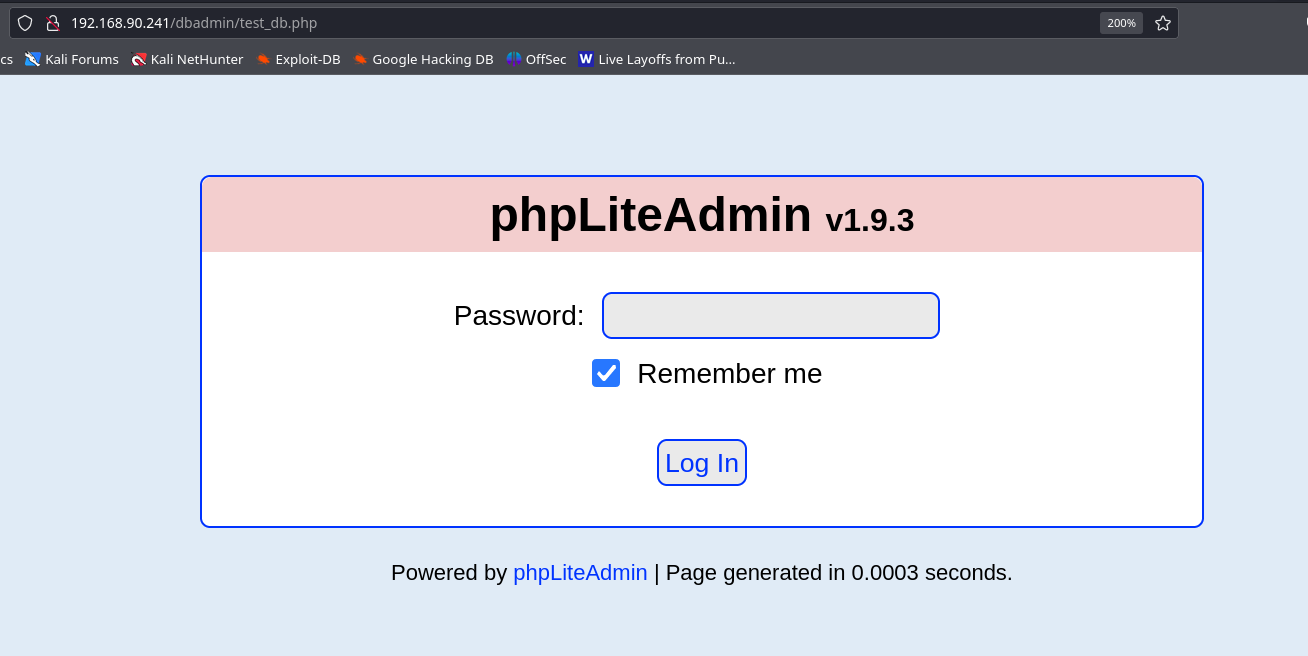 192.168.90.241/dbadmin/test_db.php 200%
cs Kali Forums Kali NetHunter Exploit-DB Google Hacking DB OffSec W Live Layoffs from Pu...
phpLiteAdmin v1.9.3
Password:
Remember me
Log In
Powered by phpLiteAdmin | Page generated in 0.0003 seconds.